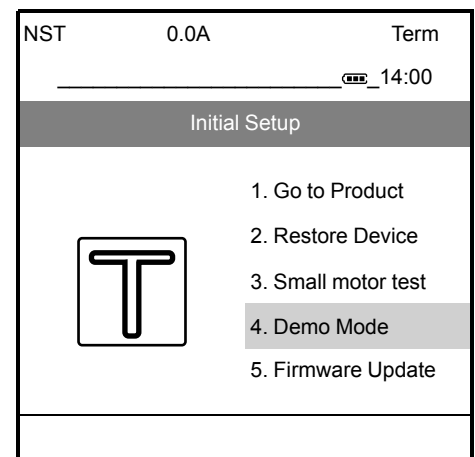 NST 0.0A Term
14:00
Initial Setup
1. Go to Product
2. Restore Device
3. Small motor test
4. Demo Mode
5. Firmware Update
T